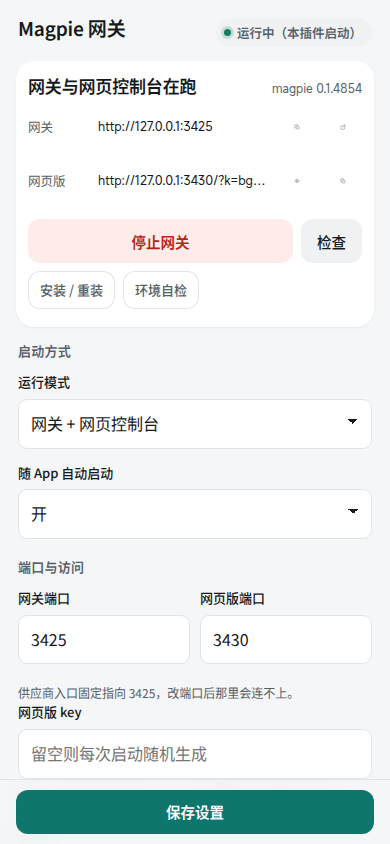 Magpie 网关
运行中（本插件启动）
网关与网页控制台在跑
magpie 0.1.4854
网关
http://127.0.0.1:3425
网页版
http://127.0.0.1:3430/?k=bg...
停止网关
检查
安装 / 重装
环境自检
启动方式
运行模式
网关 + 网页控制台
随 App 自动启动
开
端口与访问
网关端口
网页版端口
3425
3430
供应商入口固定指向 3425，改端口后那里会连不上。
网页版 key
留空则每次启动随机生成
保存设置